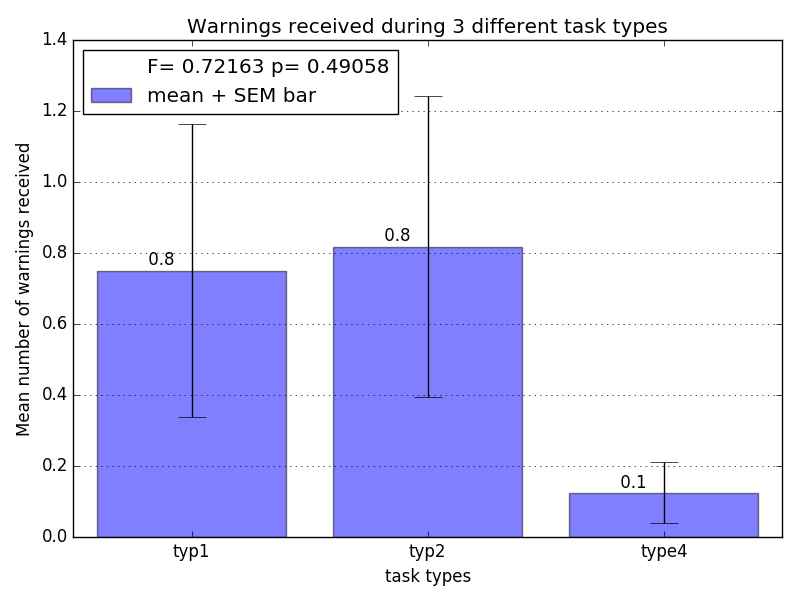 Warnings received during 3 different task types
F= 0.72163 p= 0.49058
mean + SEM bar
Mean number of warnings received
1.4
1.2
1.0
0.8
0.6
0.4
0.2
0.0
0.8
0.8
0.1
typ1
typ2
type4
task types